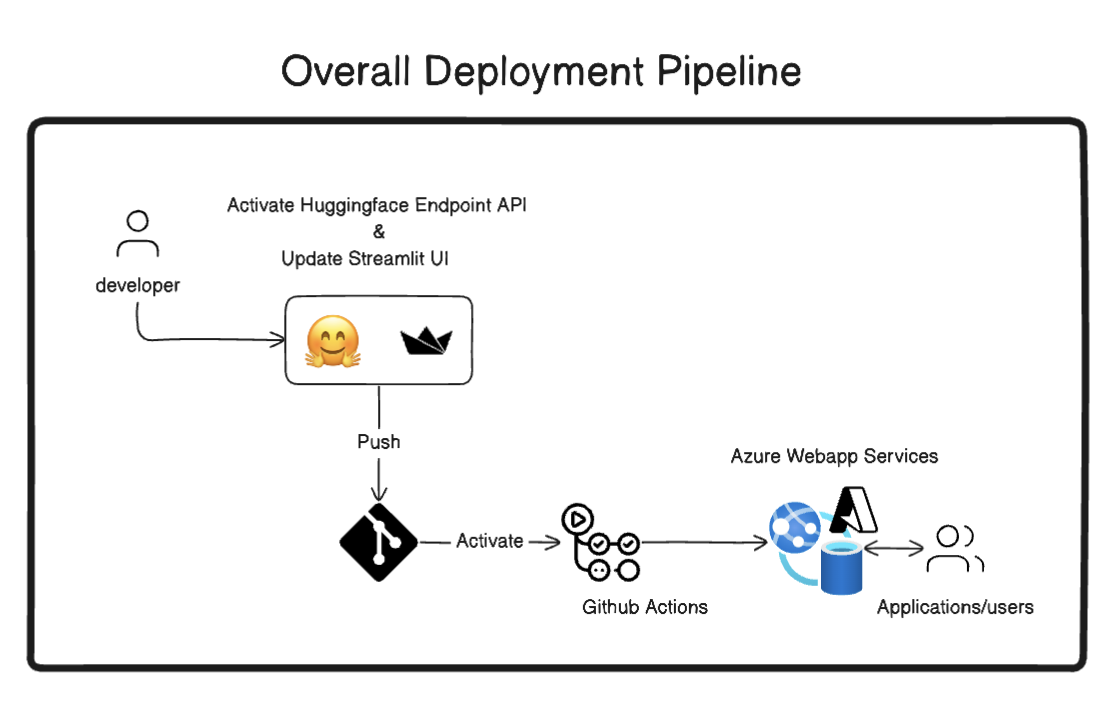 Overall Deployment Pipeline
Activate Huggingface Endpoint API
&
Update Streamlit UI
developer
Push
Activate
Github Actions
Azure Webapp Services
Applications/users